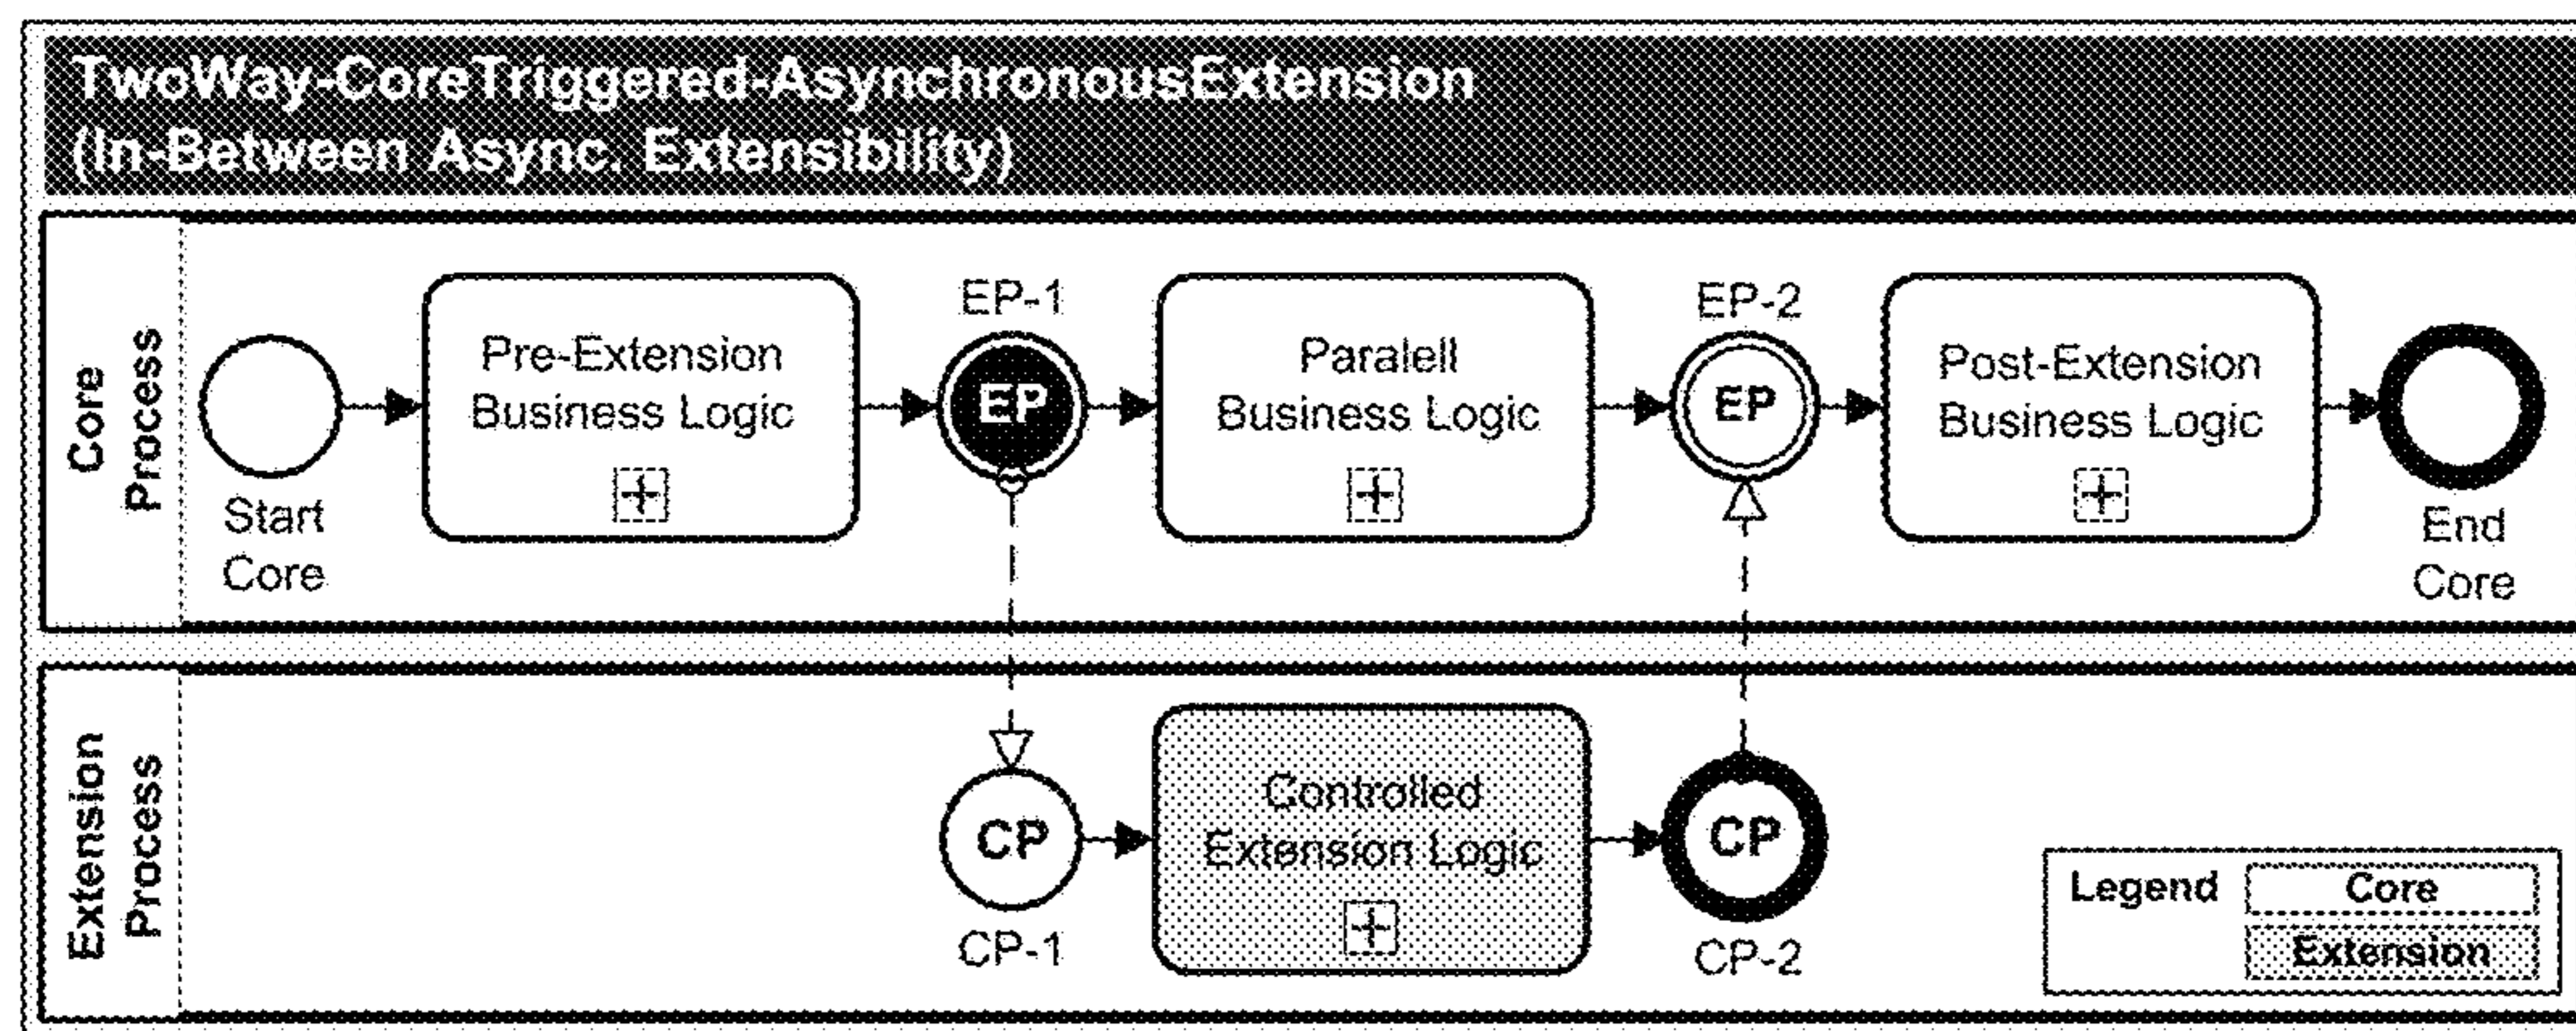 TwoWay-CoreTriggered-AsynchronousExtension
(In-Between Async. Extensibility)
Core
Process
Start
Core
Pre-Extension
Business Logic
EP-1
EP
Paralell
Business Logic
EP-2
EP
Post-Extension
Business Logic
End
Core
Extension
Process
CP
CP-1
Controlled
Extension Logic
CP
CP-2
Legend
Core
Extension